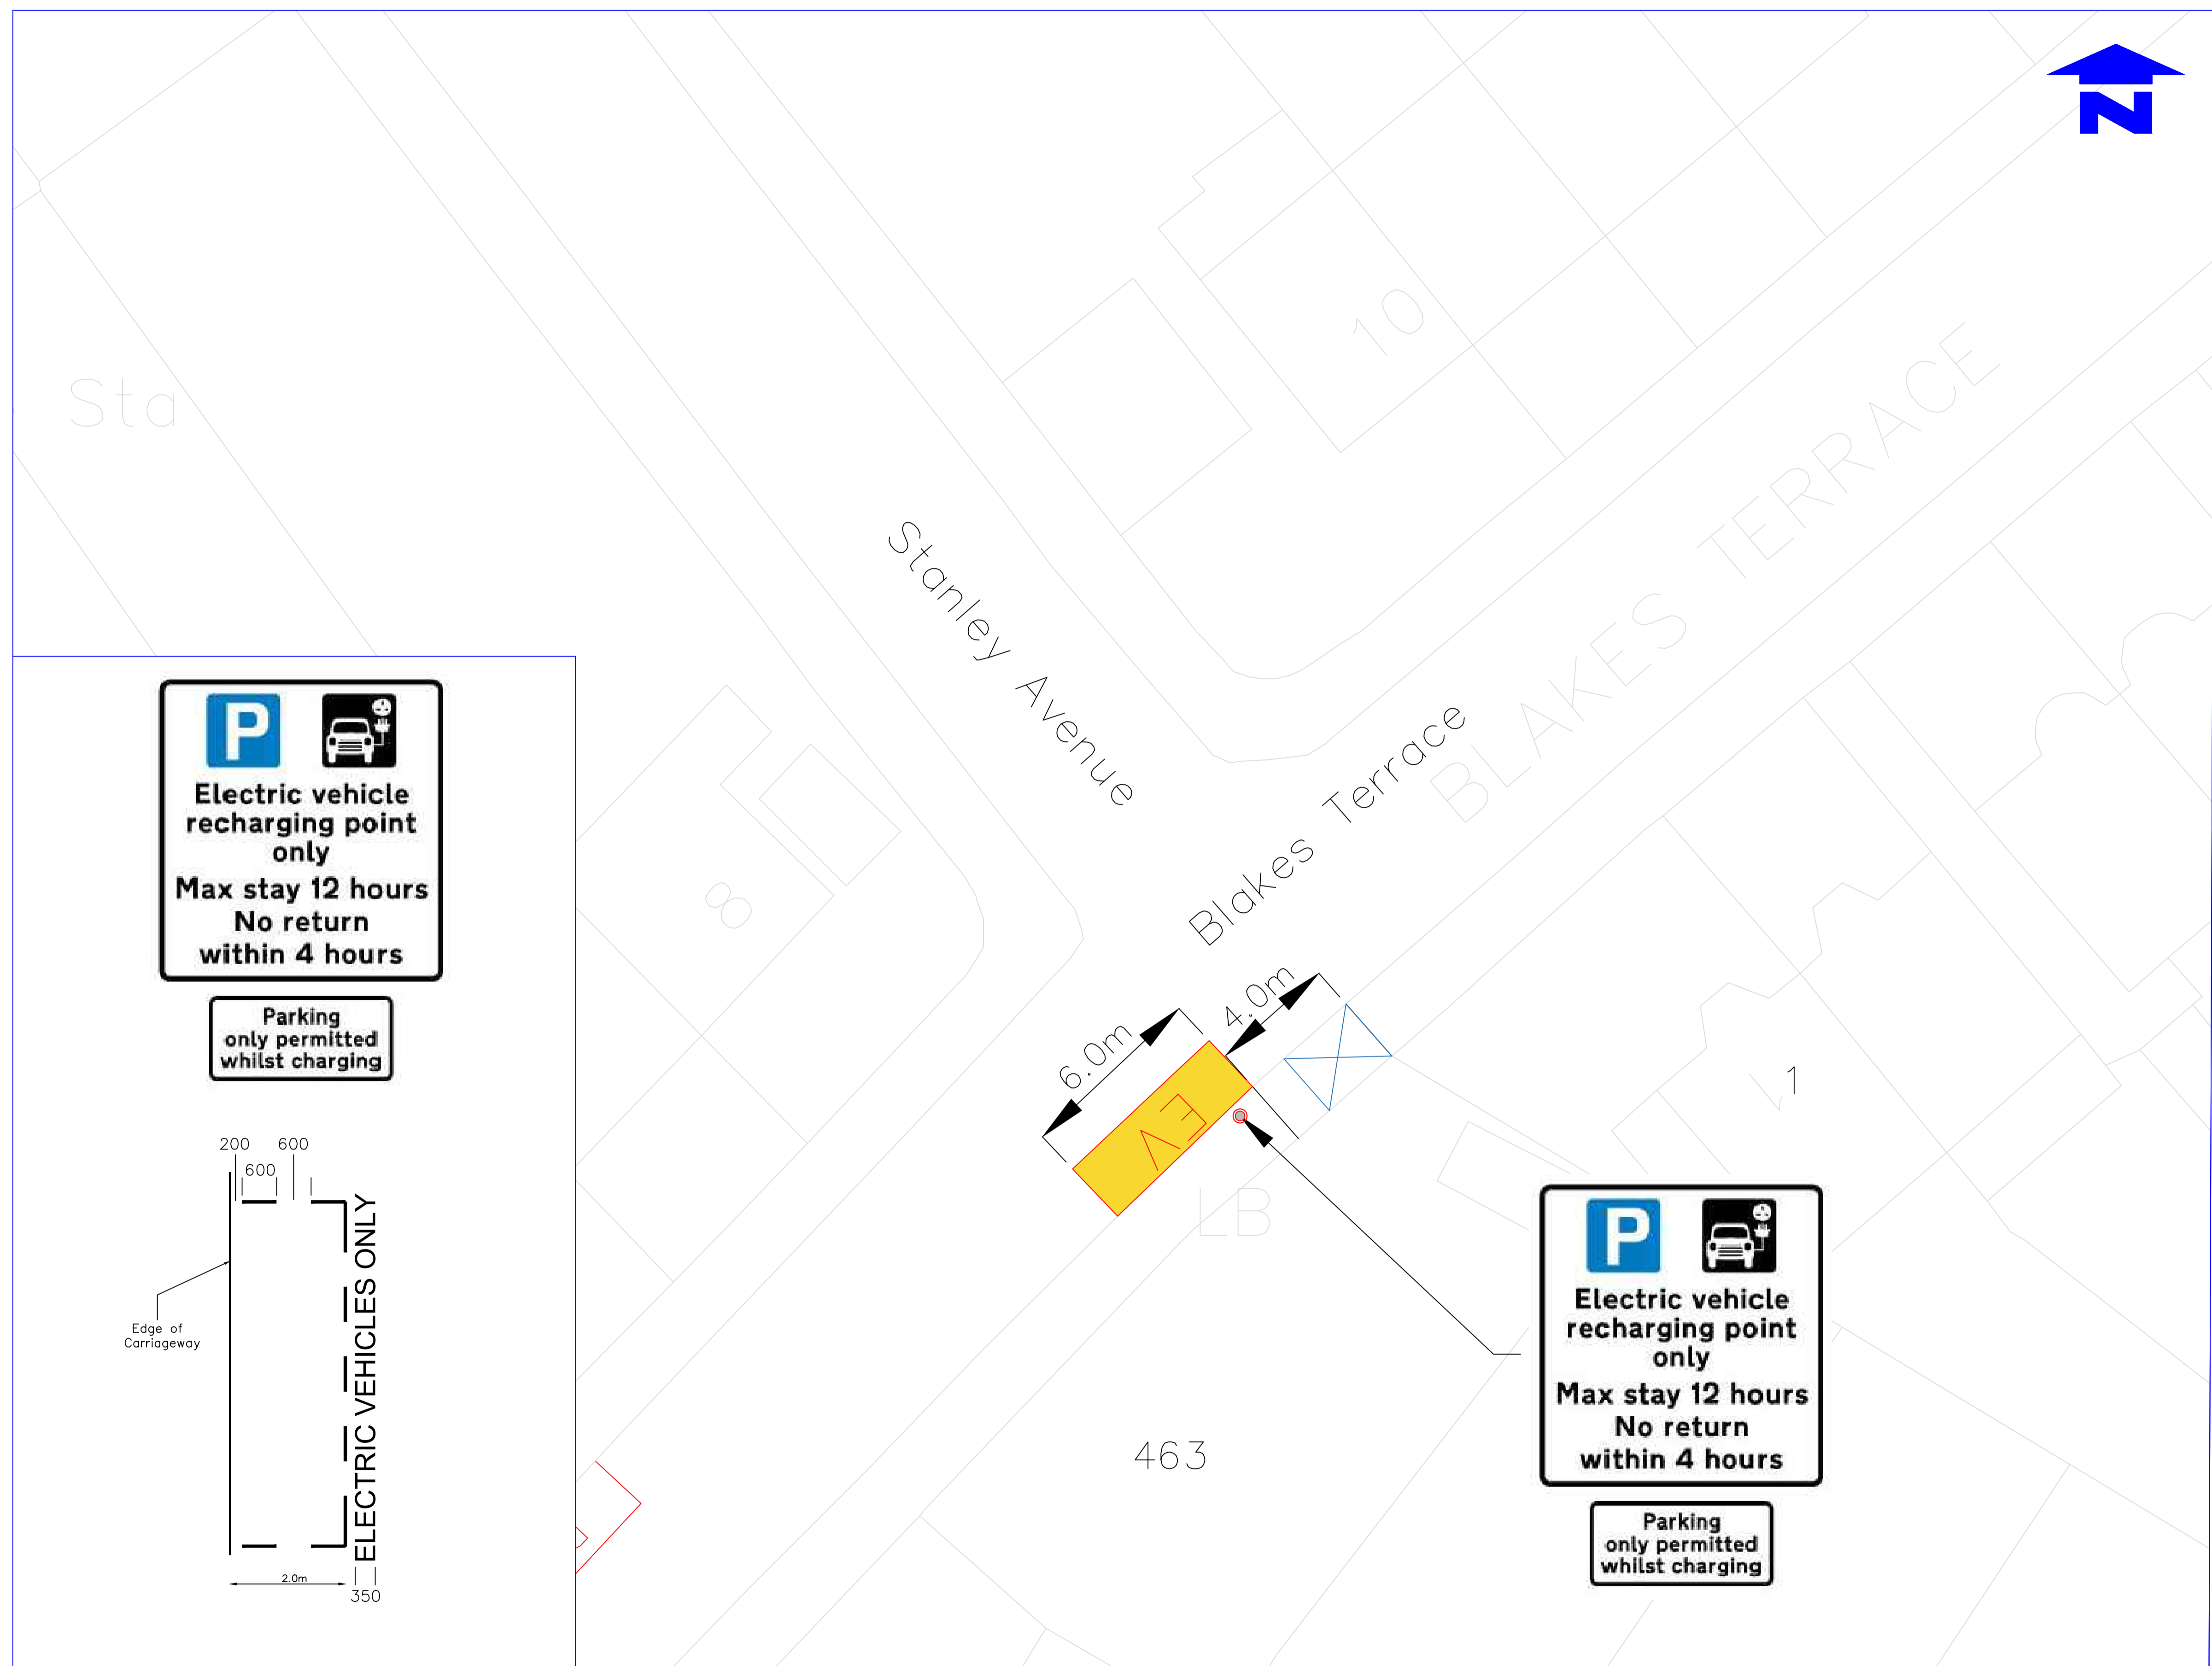 N
Sta
10
BLAKES TERRACE
Stanley Avenue
Blakes Terrace
8
4.0m
6.0m
EV
1
LB
463
P
Electric vehicle
recharging point
only
Max stay 12 hours
No return
within 4 hours
Parking
only permitted
whilst charging
200
600
600
Edge of
Carriageway
ELECTRIC VEHICLES ONLY
2.0m
350
P
Electric vehicle
recharging point
only
Max stay 12 hours
No return
within 4 hours
Parking
only permitted
whilst charging